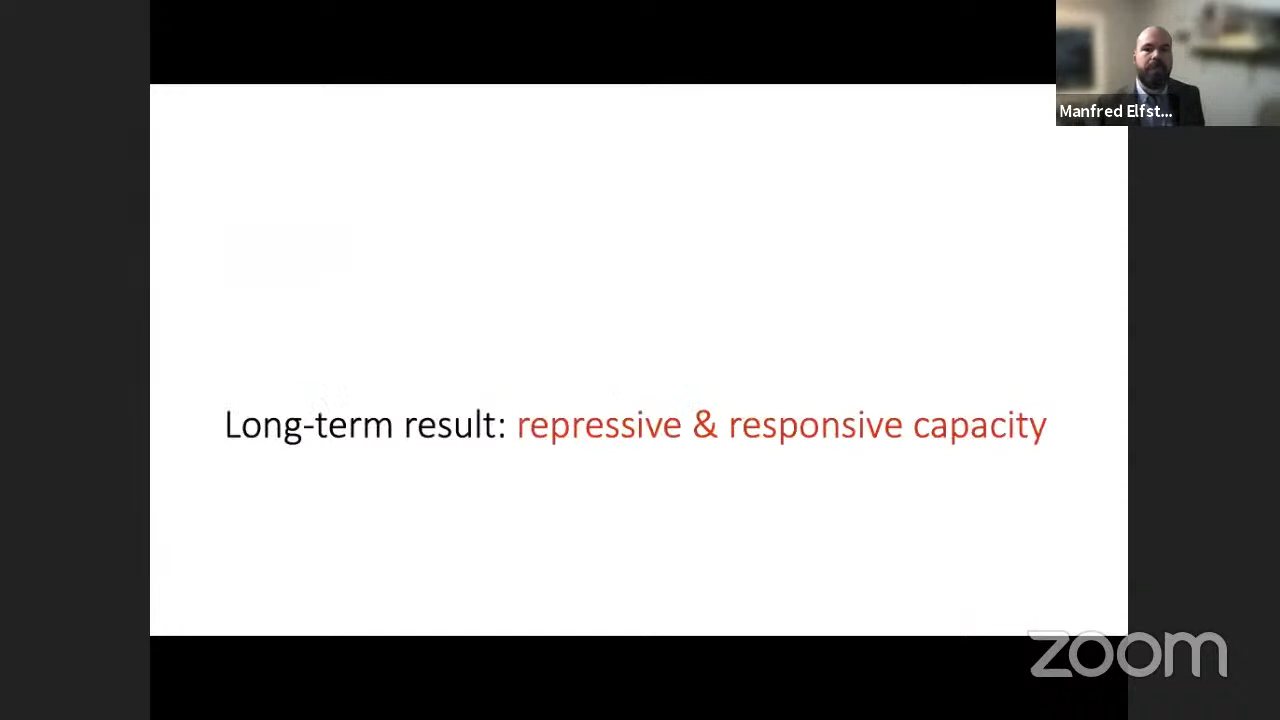 Manfred Elfst...
Long-term result: repressive & responsive capacity
zoom